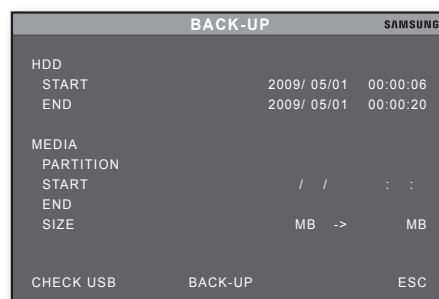 BACK-UP SAMSUNG
HDD
START 2009/ 05/01 00:00:06
END 2009/ 05/01 00:00:20
MEDIA
PARTITION
START / / : :
END
SIZE MB -> MB
CHECK USB BACK-UP ESC